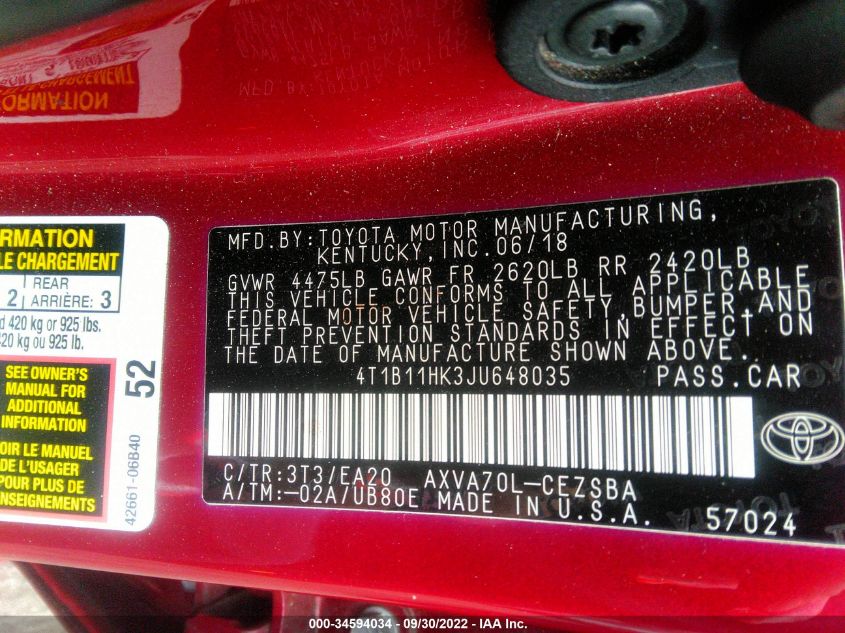 MFD.BY:TOYOTA MOTOR MANUFACTURING,
KENTUCKY, INC. 06/18
GVWR 4475LB GAWR FR 2620LB RR 2420LB
THIS VEHICLE CONFORMS TO ALL APPLICABLE
FEDERAL MOTOR VEHICLE SAFETY,BUMPER,AND
THEFT PREVENTION STANDARDS IN EFFECT ON
THE DATE OF MANUFACTURE SHOWN ABOVE.
4T1B11HK3JU648035 PASS.CAR
C/TR:3T3/EA20 AXVA70L-CEZSBA
A/TM:-02A/UB80E MADE IN U.S.A.
57024
RMATION
LE CHARGEMENT
2 REAR ARRIÈRE: 3
d 420 kg or 925 lbs.
420 kg ou 925 lb.
SEE OWNER'S
MANUAL FOR
ADDITIONAL
INFORMATION
OIR LE MANUEL
DE L'USAGER
POUR PLUS DE
ENSEIGNEMENTS
52
42661-06B40
000-34594034 - 09/30/2022 - IAA Inc.